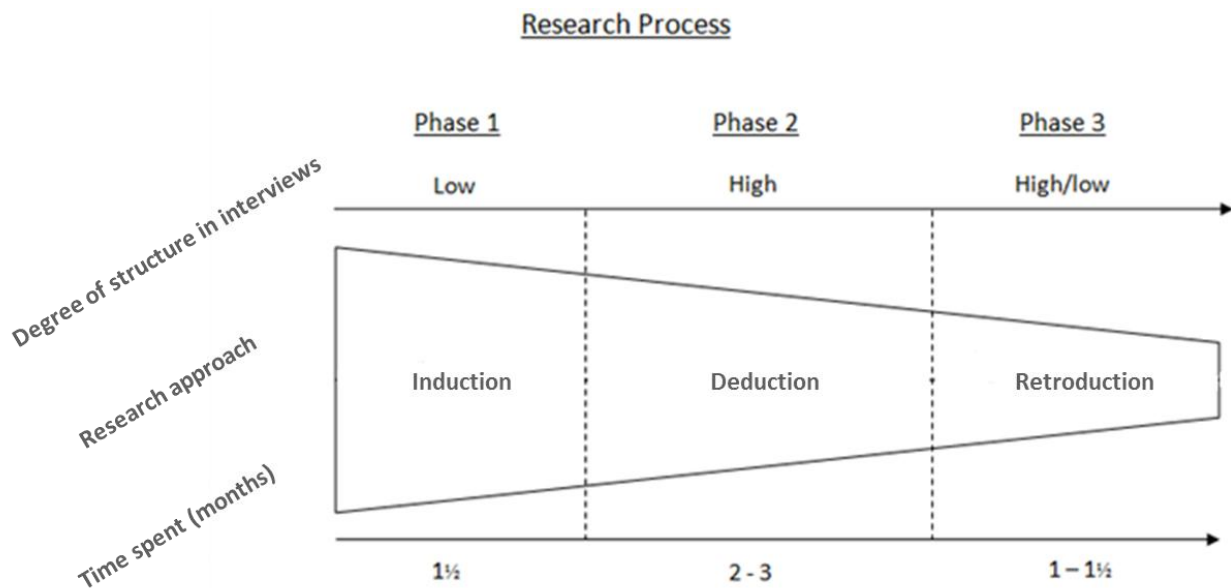 Research Process
Phase 1 Phase 2 Phase 3
Degree of structure in interviews
Low High High/low
Research approach
Induction Deduction Retroduction
Time spent (months)
1½ 2 - 3 1 – 1½